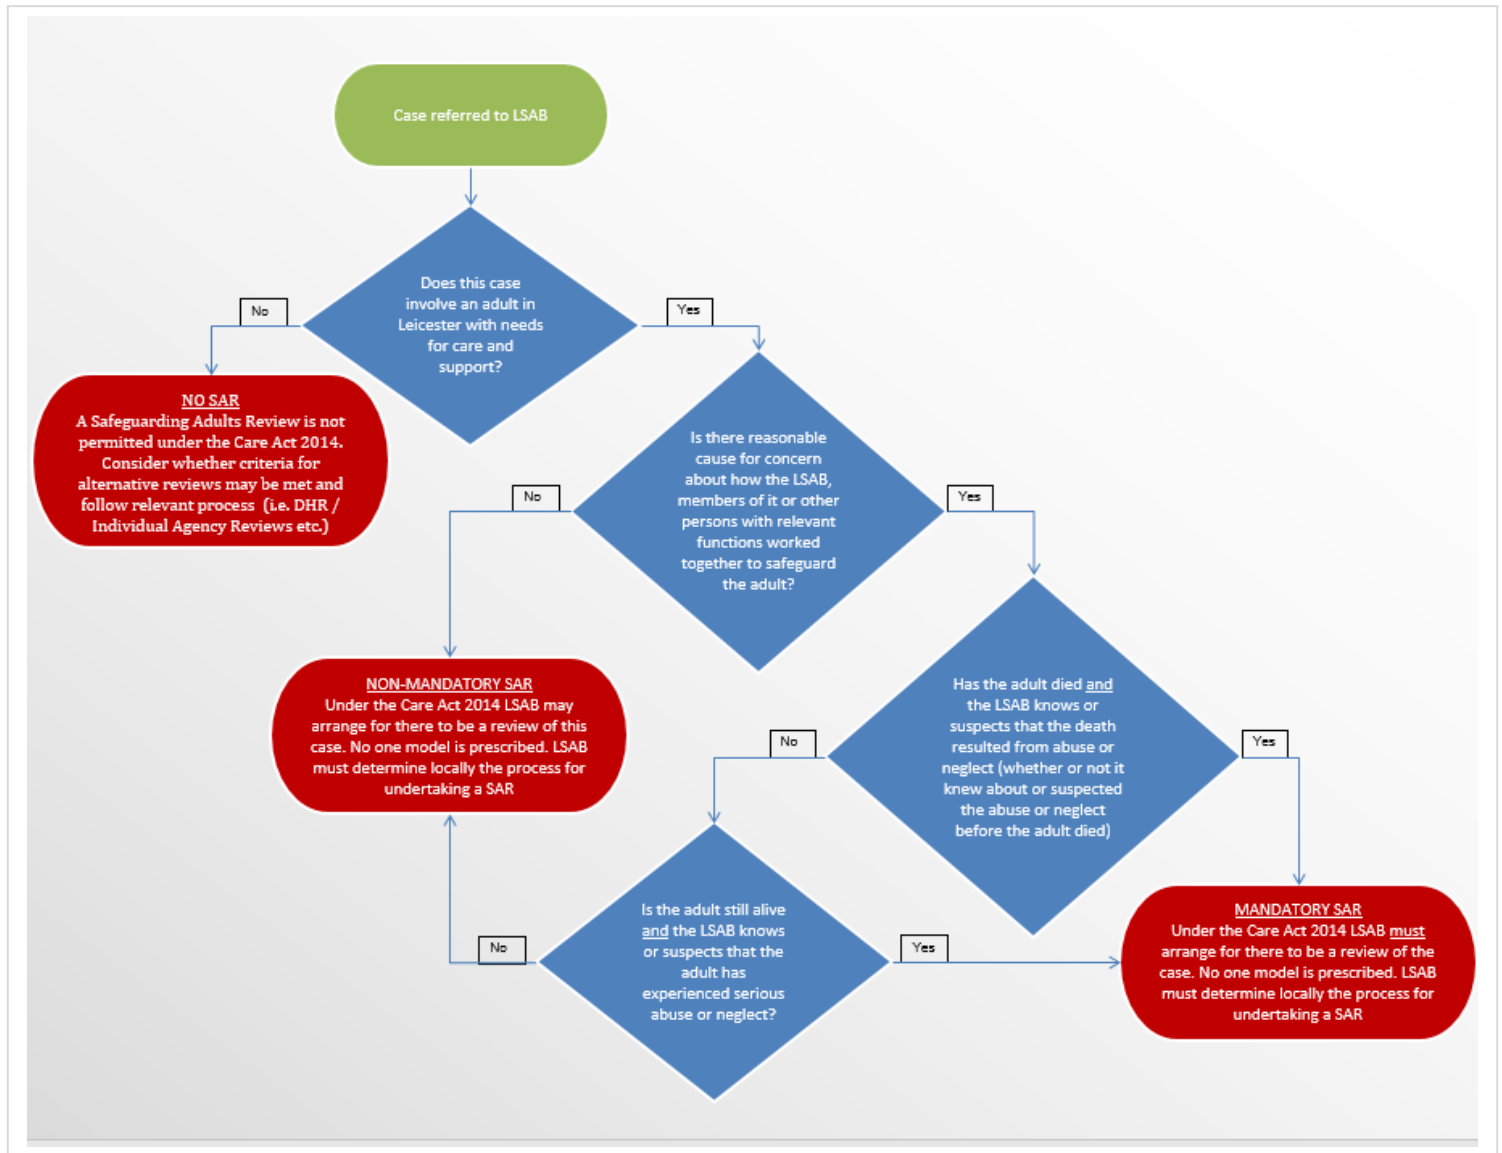 Case referred to LSAB
Does this case
involve an adult in
Leicester with needs
for care and
support?
No
Yes
NO SAR
A Safeguarding Adults Review is not
permitted under the Care Act 2014.
Consider whether criteria for
alternative reviews may be met and
follow relevant process (i.e. DHR /
Individual Agency Reviews etc.)
Is there reasonable
cause for concern
about how the LSAB,
members of it or other
persons with relevant
functions worked
together to safeguard
the adult?
No
Yes
NON-MANDATORY SAR
Under the Care Act 2014 LSAB may
arrange for there to be a review of this
case. No one model is prescribed. LSAB
must determine locally the process for
undertaking a SAR
Has the adult died and
the LSAB knows or
suspects that the death
resulted from abuse or
neglect (whether or not it
knew about or suspected
the abuse or neglect
before the adult died)
No
Yes
Is the adult still alive
and the LSAB knows
or suspects that the
adult has
experienced serious
abuse or neglect?
No
Yes
MANDATORY SAR
Under the Care Act 2014 LSAB must
arrange for there to be a review of the
case. No one model is prescribed. LSAB
must determine locally the process for
undertaking a SAR